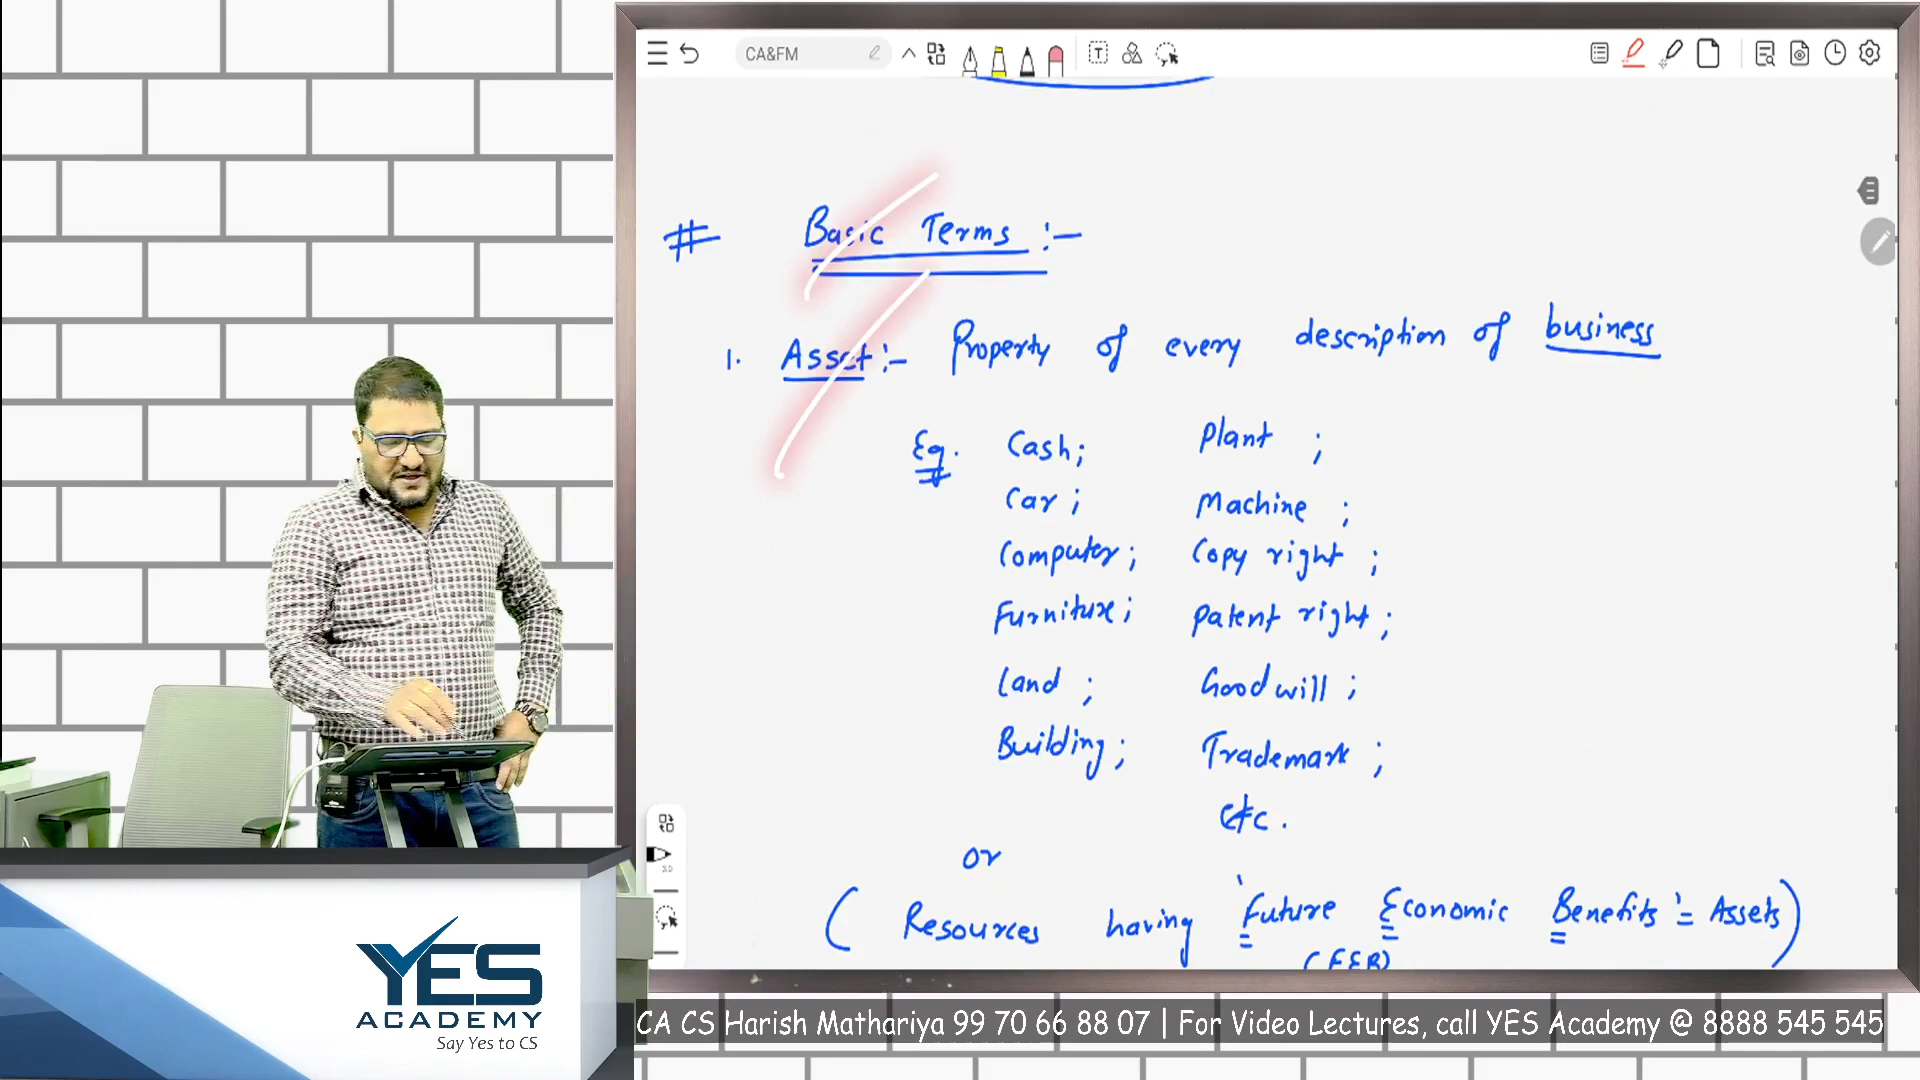 CA&FM
# Basic Terms :-
1. Asset :- Property of every description of business
Eg. Cash; Plant ;
Car ; Machine ;
Computer ; Copy right ;
Furniture ; Patent right ;
Land ; Goodwill ;
Building ; Trademark ;
etc.
or
( Resources having 'Future Economic Benefits' = Assets )
(FEB)
3.0
YES
ACADEMY
Say Yes to CS
CA CS Harish Mathariya 99 70 66 88 07 | For Video Lectures, call YES Academy @ 8888 545 545